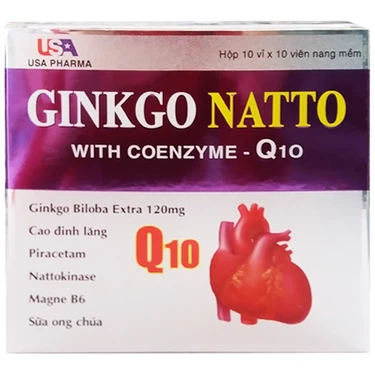 USA
USA PHARMA
Hộp 10 vỉ x 10 viên nang mềm
GINKGO NATTO
WITH COENZYME - Q10
Ginkgo Biloba Extra 120mg
Cao đinh lăng
Piracetam
Nattokinase
Magne B6
Sữa ong chúa
Q10